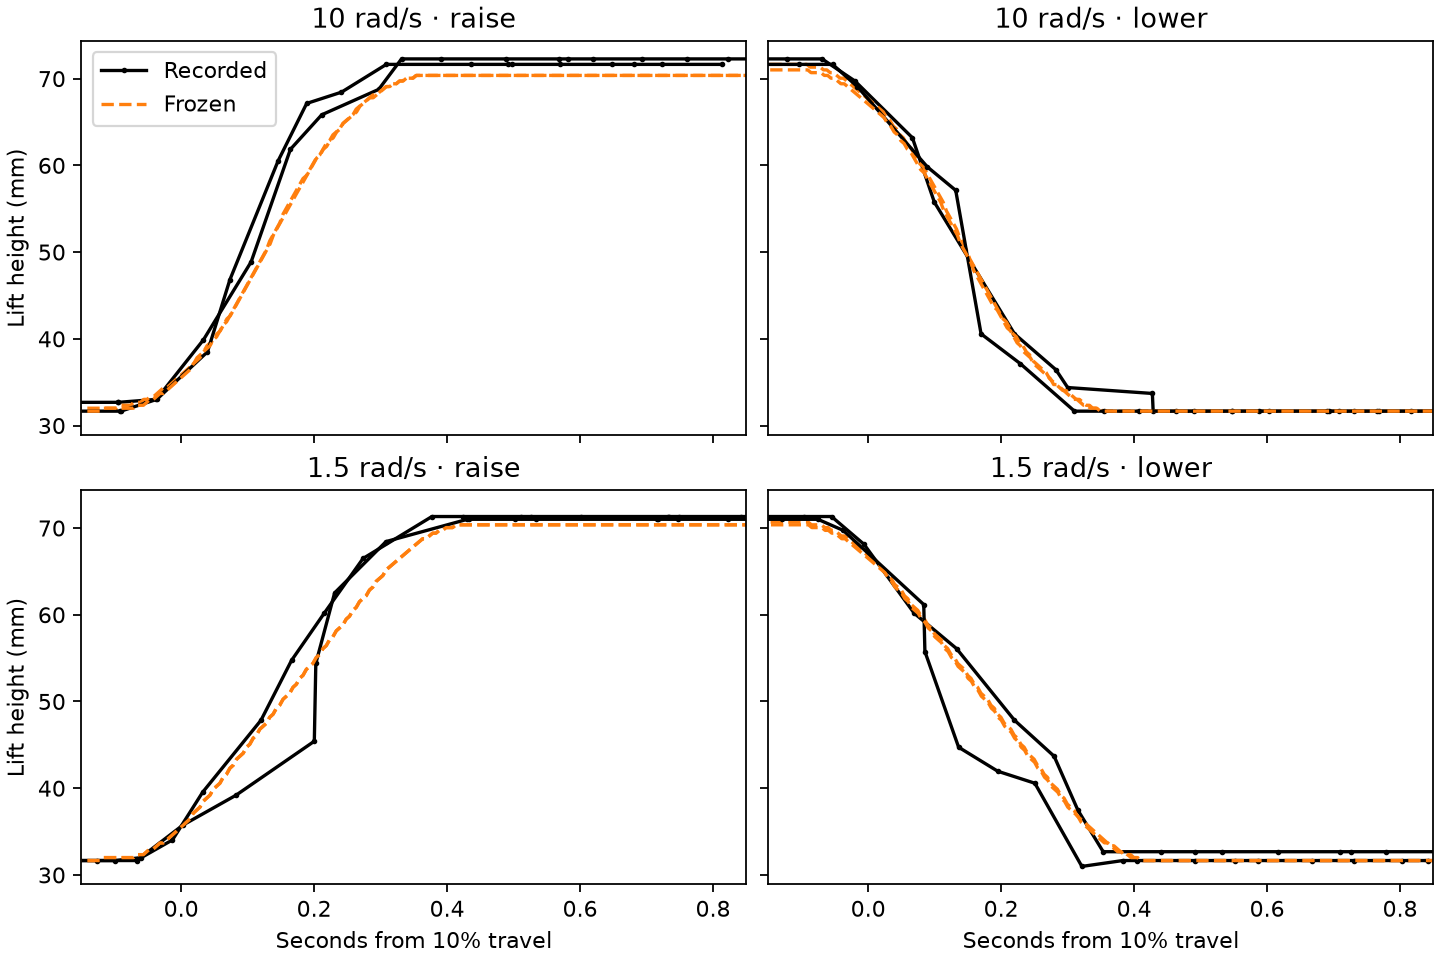 10 rad/s · raise
10 rad/s · lower
Recorded
Frozen
Lift height (mm)
70
60
50
40
30
1.5 rad/s · raise
1.5 rad/s · lower
Lift height (mm)
70
60
50
40
30
0.0 0.2 0.4 0.6 0.8
0.0 0.2 0.4 0.6 0.8
Seconds from 10% travel
Seconds from 10% travel